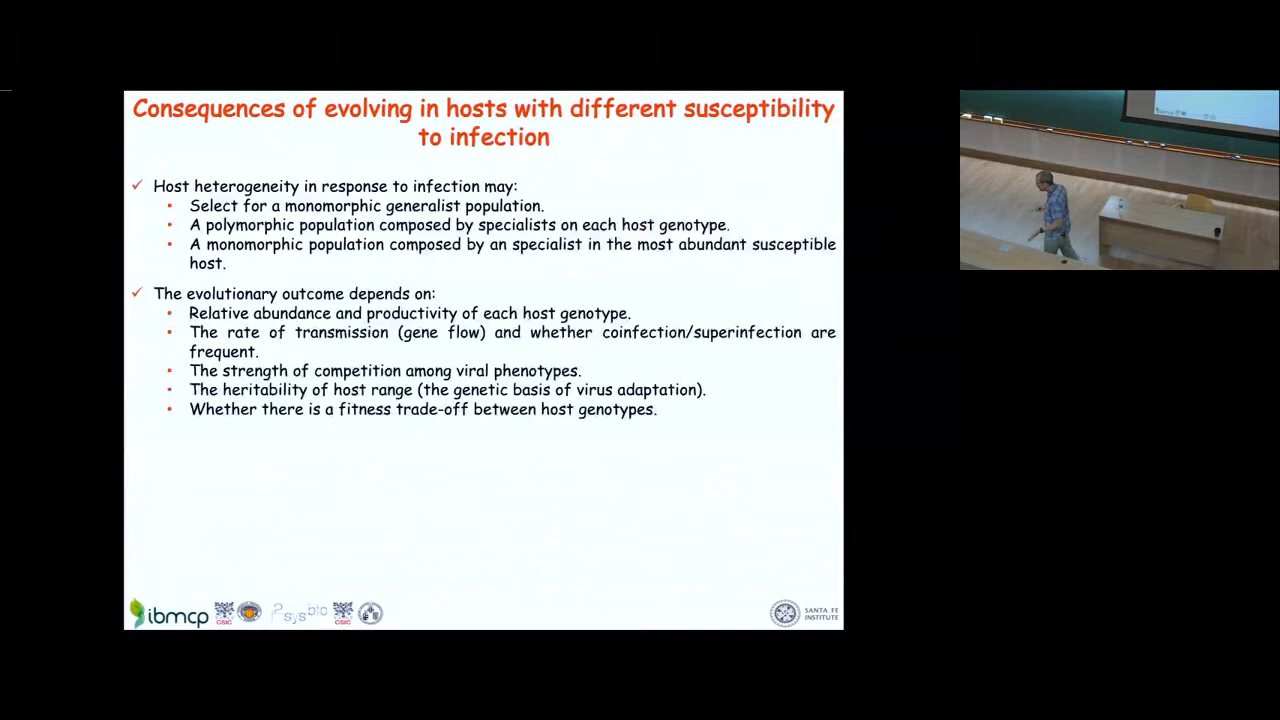 Consequences of evolving in hosts with different susceptibility
to infection
✓ Host heterogeneity in response to infection may:
▪ Select for a monomorphic generalist population.
▪ A polymorphic population composed by specialists on each host genotype.
▪ A monomorphic population composed by an specialist in the most abundant susceptible
host.
✓ The evolutionary outcome depends on:
▪ Relative abundance and productivity of each host genotype.
▪ The rate of transmission (gene flow) and whether coinfection/superinfection are
frequent.
▪ The strength of competition among viral phenotypes.
▪ The heritability of host range (the genetic basis of virus adaptation).
▪ Whether there is a fitness trade-off between host genotypes.
ibmcp CSIC i2sysbio CSIC SANTA FE
INSTITUTE